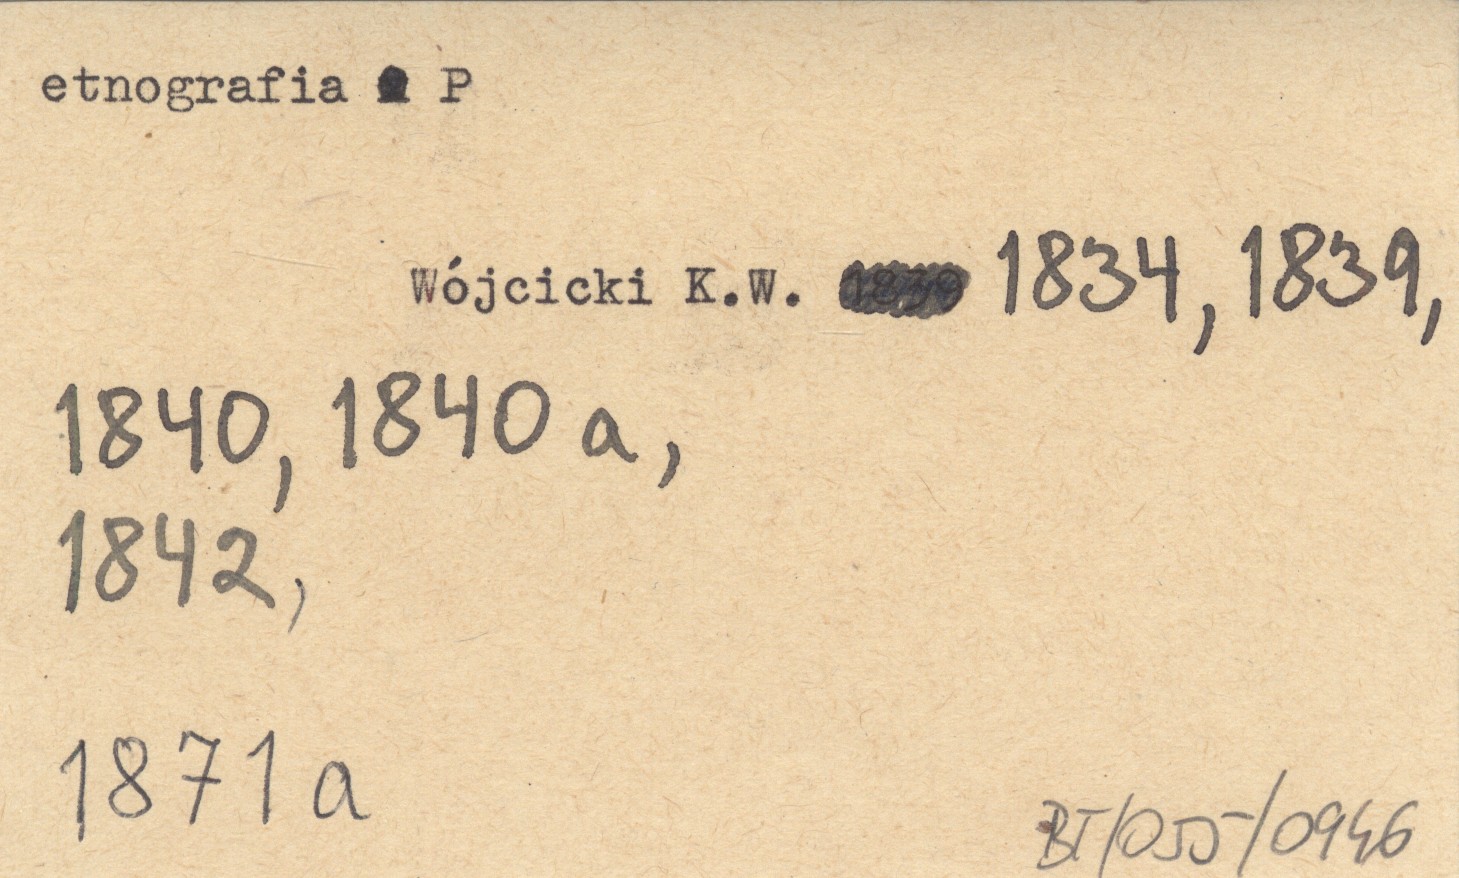 etnografia P
Wójcicki K.W. 1834, 1839,
1840, 1840 a,
1842,
1871 a
BT/055/0946